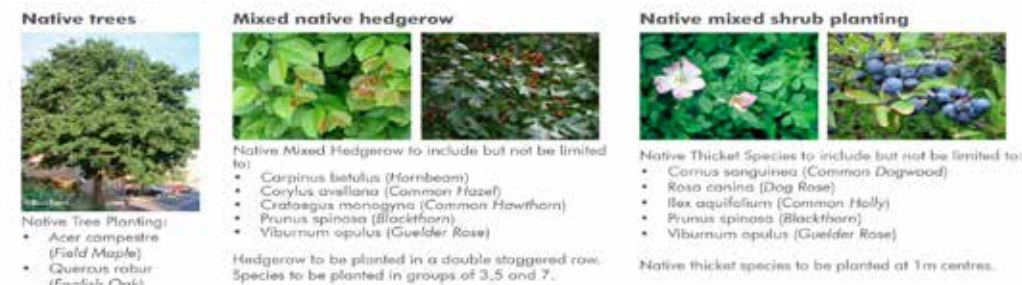 Native trees
Native Tree Planting:
• Acer campestre
(Field Maple)
• Quercus robur
(English Oak)
Mixed native hedgerow
Native Mixed Hedgerow to include but not be limited
to:
• Carpinus betulus (Hornbeam)
• Corylus avellana (Common Hazel)
• Crataegus monogyna (Common Hawthorn)
• Prunus spinosa (Blackthorn)
• Viburnum opulus (Guelder Rose)
Hedgerow to be planted in a double staggered row.
Species to be planted in groups of 3,5 and 7.
Native mixed shrub planting
Native Thicket Species to include but not be limited to:
• Cornus sanguinea (Common Dogwood)
• Rosa canina (Dog Rose)
• Ilex aquifolium (Common Holly)
• Prunus spinosa (Blackthorn)
• Viburnum opulus (Guelder Rose)
Native thicket species to be planted at 1m centres.